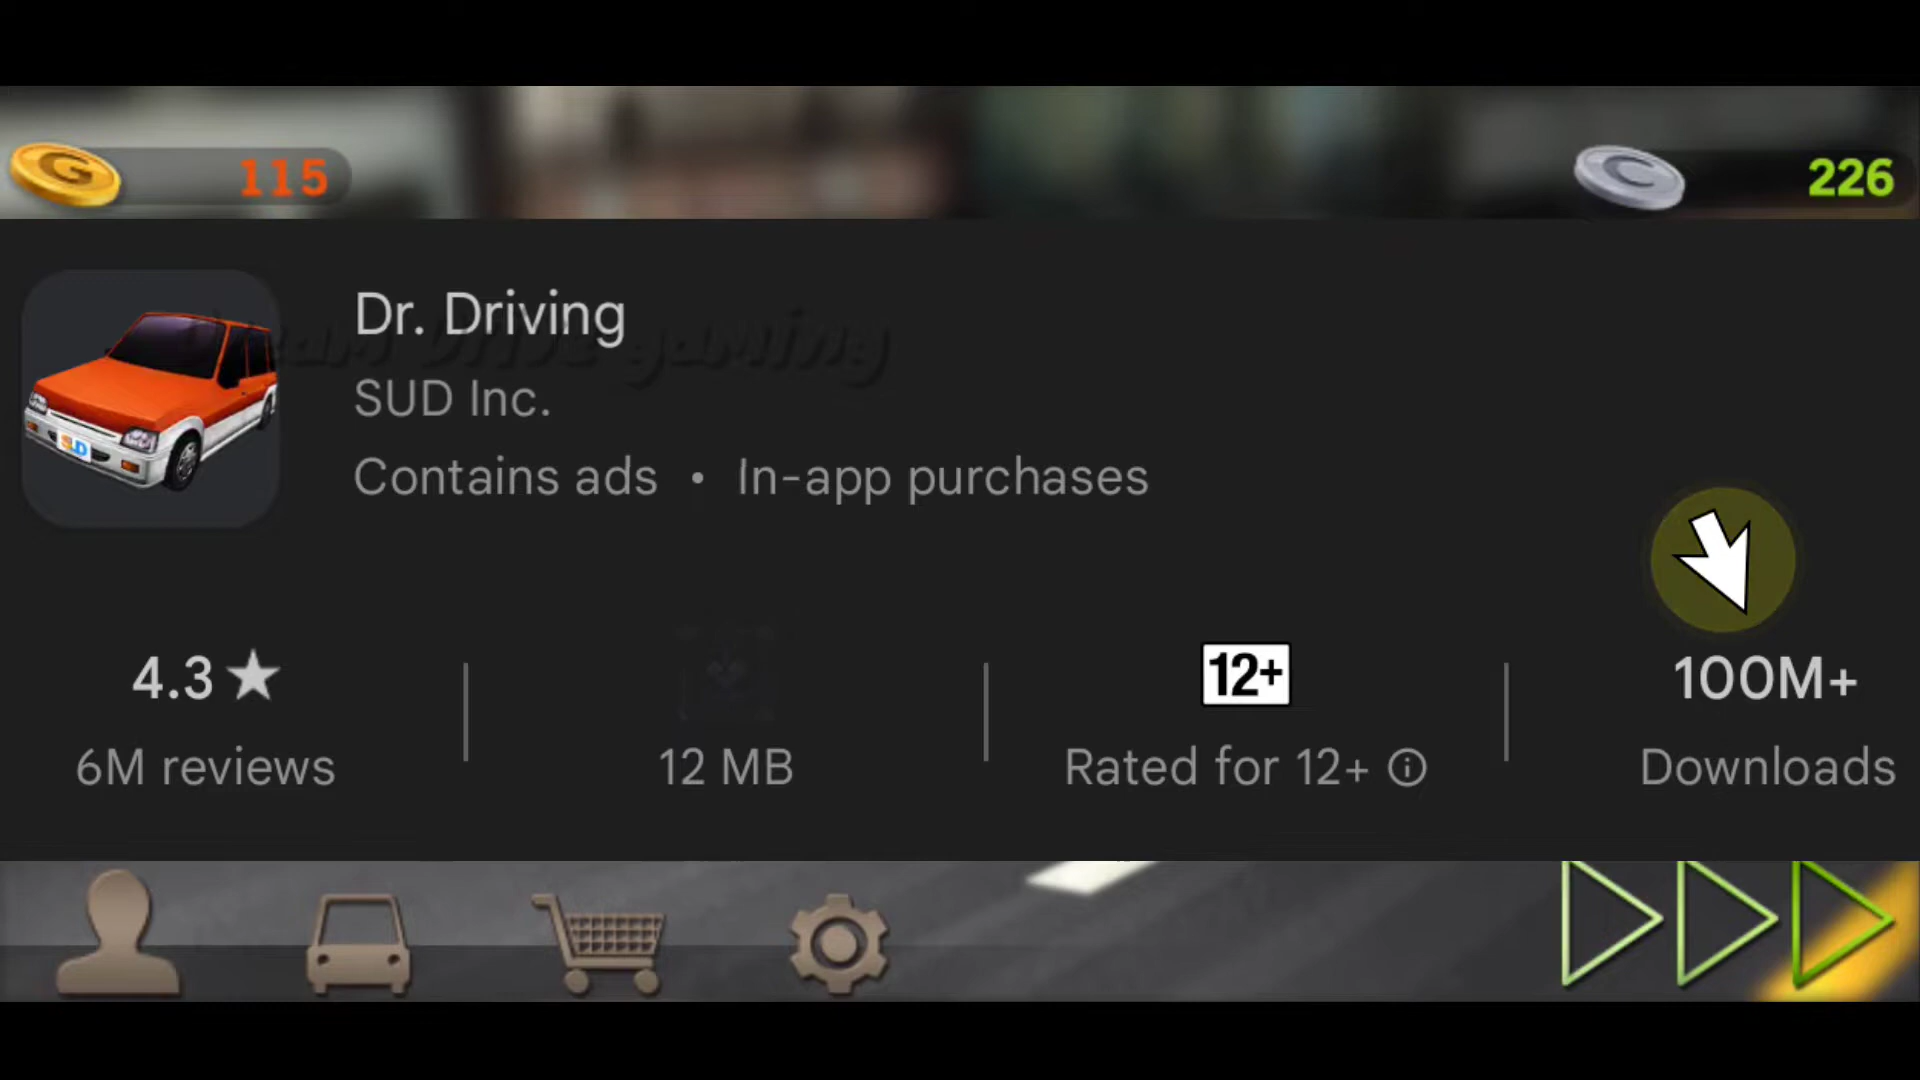 G 115
C 226
Dr. Driving
SUD Inc.
Contains ads • In-app purchases
SUD
4.3★
6M reviews
12 MB
12+
Rated for 12+
100M+
Downloads